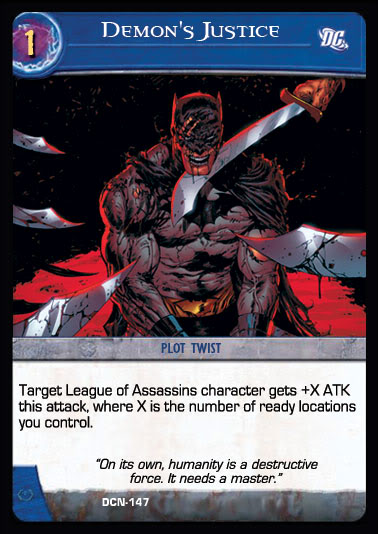 1
DEMON'S JUSTICE
DC
PLOT TWIST
Target League of Assassins character gets +X ATK
this attack, where X is the number of ready locations
you control.
"On its own, humanity is a destructive
force. It needs a master."
DCN-147